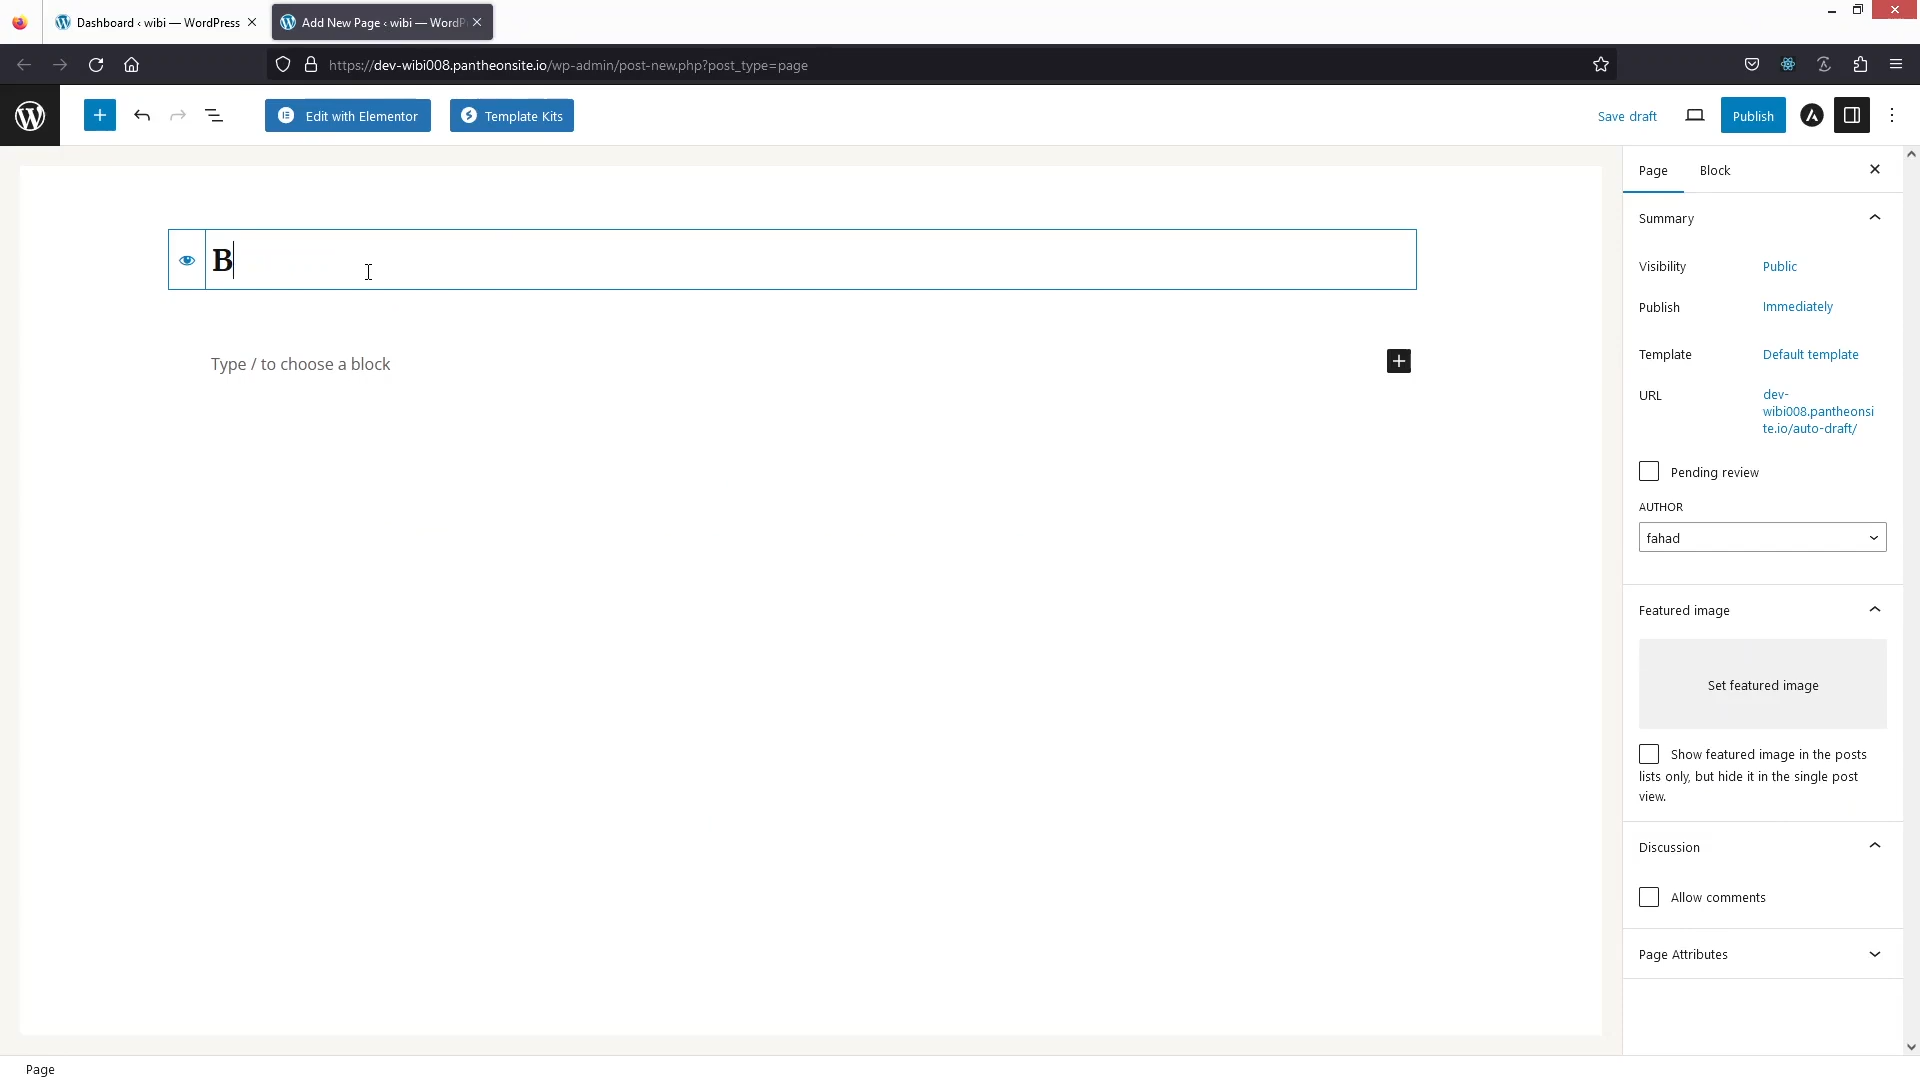 Dashboard ‹ wibi — WordPress
Add New Page ‹ wibi — WordP
https://dev-wibi008.pantheonsite.io/wp-admin/post-new.php?post_type=page
Edit with Elementor
Template Kits
Save draft
Publish
Page
Block
Summary
B
Visibility
Public
Publish
Immediately
Type / to choose a block
Template
Default template
URL
dev-
wibi008.pantheonsi
te.io/auto-draft/
Pending review
AUTHOR
fahad
Featured image
Set featured image
Show featured image in the posts
lists only, but hide it in the single post
view.
Discussion
Allow comments
Page Attributes
Page